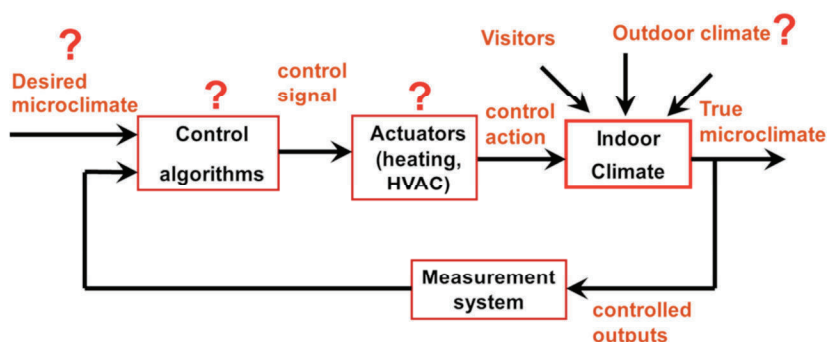 ?
Desired
microclimate
?
Control
algorithms
control
signal
?
Actuators
(heating,
HVAC)
control
action
Visitors
Outdoor climate ?
Indoor
Climate
True
microclimate
Measurement
system
controlled
outputs